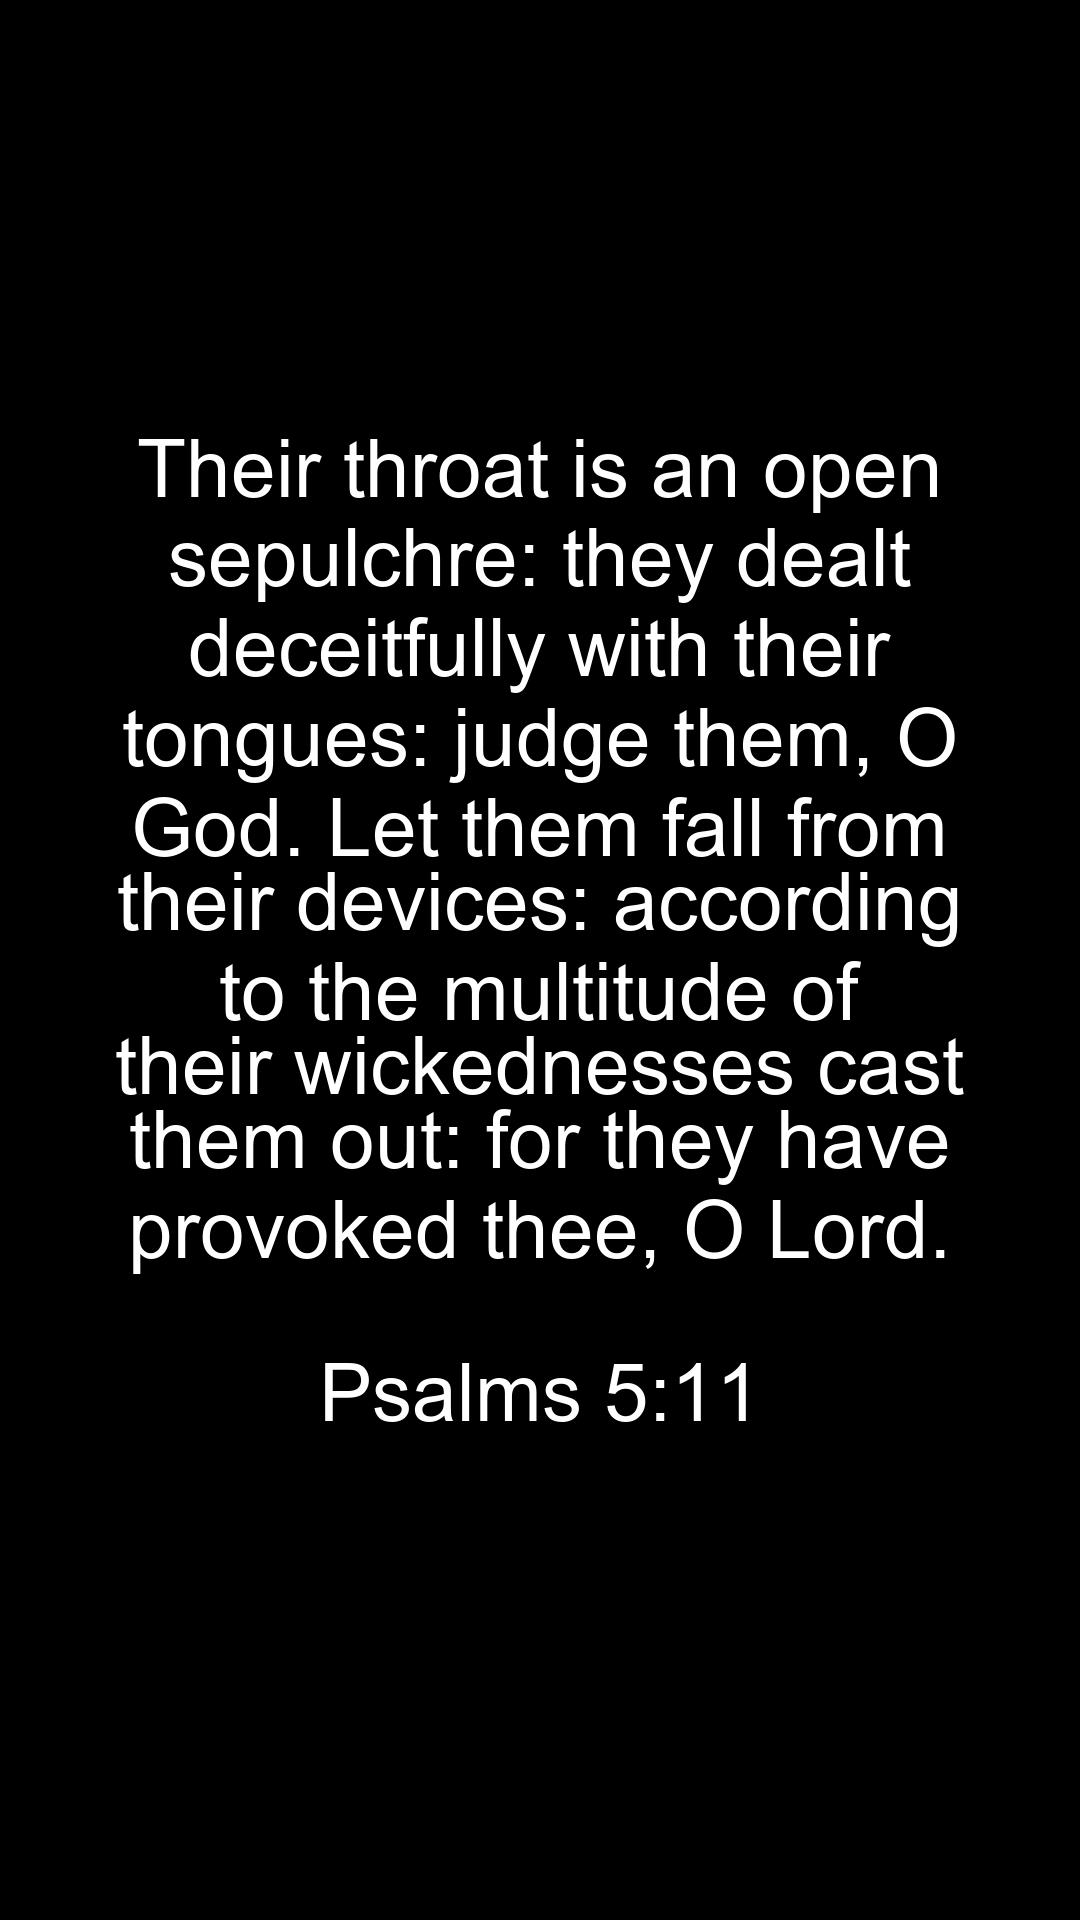 Their throat is an open
sepulchre: they dealt
deceitfully with their
tongues: judge them, O
God. Let them fall from
their devices: according
to the multitude of
their wickednesses cast
them out: for they have
provoked thee, O Lord.
Psalms 5:11